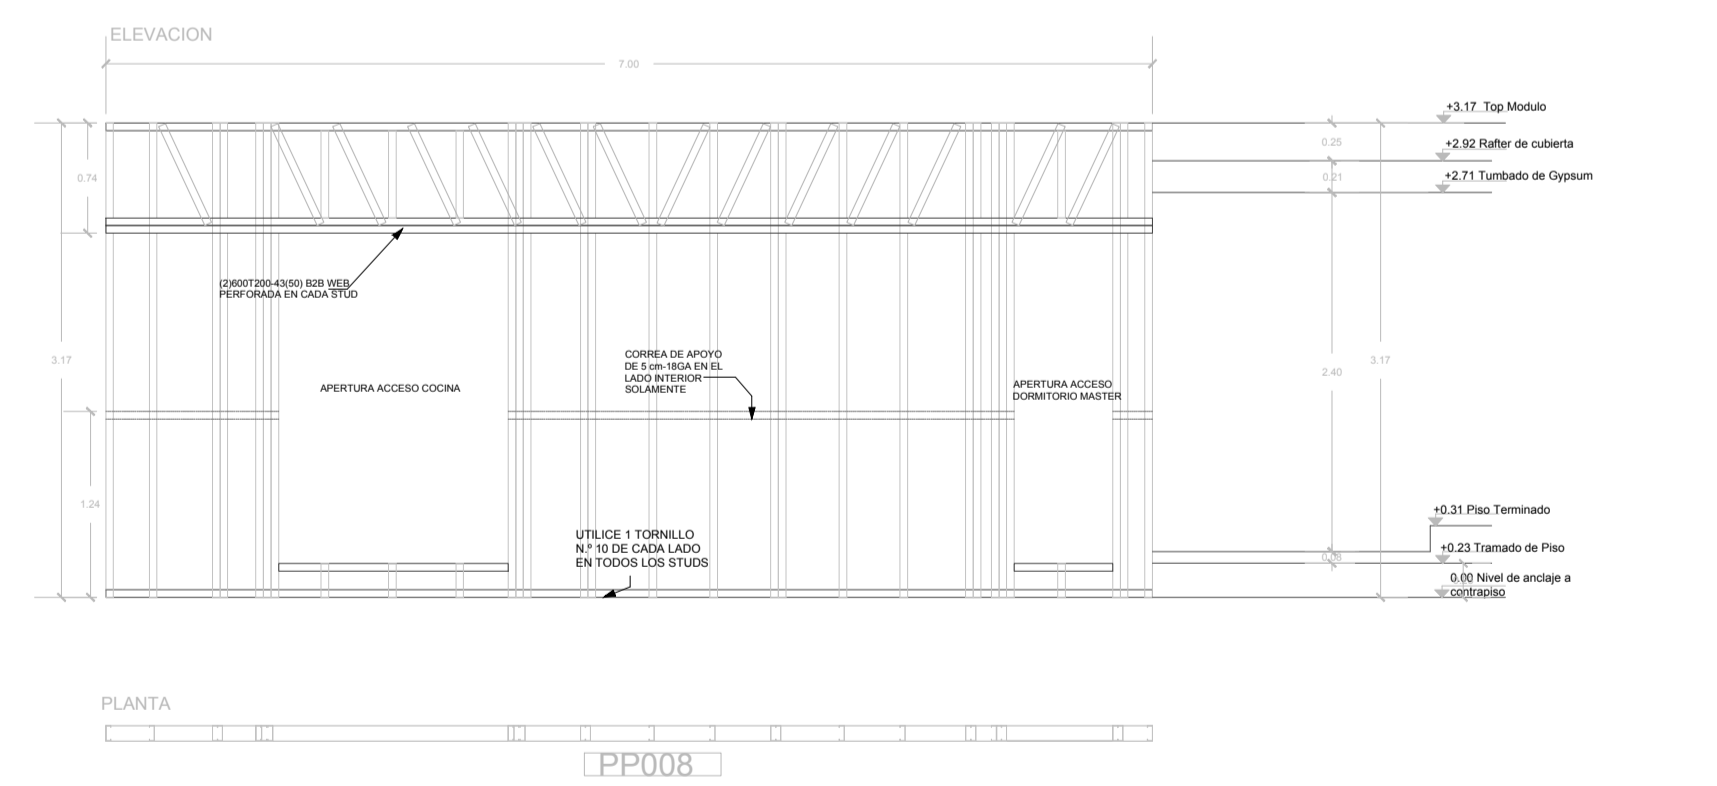 ELEVACION
7.00
+3.17 Top Modulo
0.25
+2.92 Rafter de cubierta
0.74
0.21
+2.71 Tumbado de Gypsum
(2)600T200-43(50) B2B WEB
PERFORADA EN CADA STUD
3.17
CORREA DE APOYO
DE 5 cm-18GA EN EL
LADO INTERIOR
SOLAMENTE
APERTURA ACCESO COCINA
APERTURA ACCESO
DORMITORIO MASTER
2.40
3.17
1.24
UTILICE 1 TORNILLO
N.º 10 DE CADA LADO
EN TODOS LOS STUDS
+0.31 Piso Terminado
0.08
+0.23 Tramado de Piso
0.00 Nivel de anclaje a
contrapiso
PLANTA
PP008